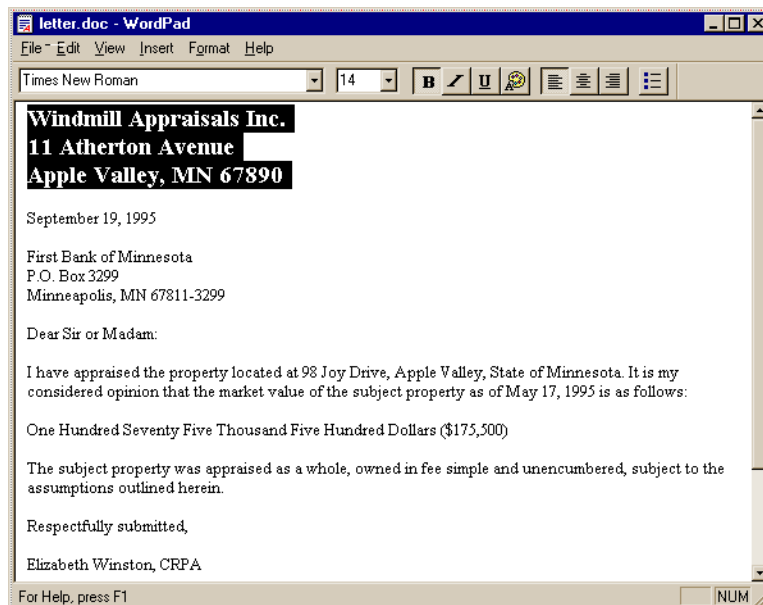 letter.doc - WordPad
File Edit View Insert Format Help
Times New Roman 14 B I U A
Windmill Appraisals Inc.
11 Atherton Avenue
Apple Valley, MN 67890
September 19, 1995
First Bank of Minnesota
P.O. Box 3299
Minneapolis, MN 67811-3299
Dear Sir or Madam:
I have appraised the property located at 98 Joy Drive, Apple Valley, State of Minnesota. It is my
considered opinion that the market value of the subject property as of May 17, 1995 is as follows:
One Hundred Seventy Five Thousand Five Hundred Dollars ($175,500)
The subject property was appraised as a whole, owned in fee simple and unencumbered, subject to the
assumptions outlined herein.
Respectfully submitted,
Elizabeth Winston, CRPA
For Help, press F1 NUM